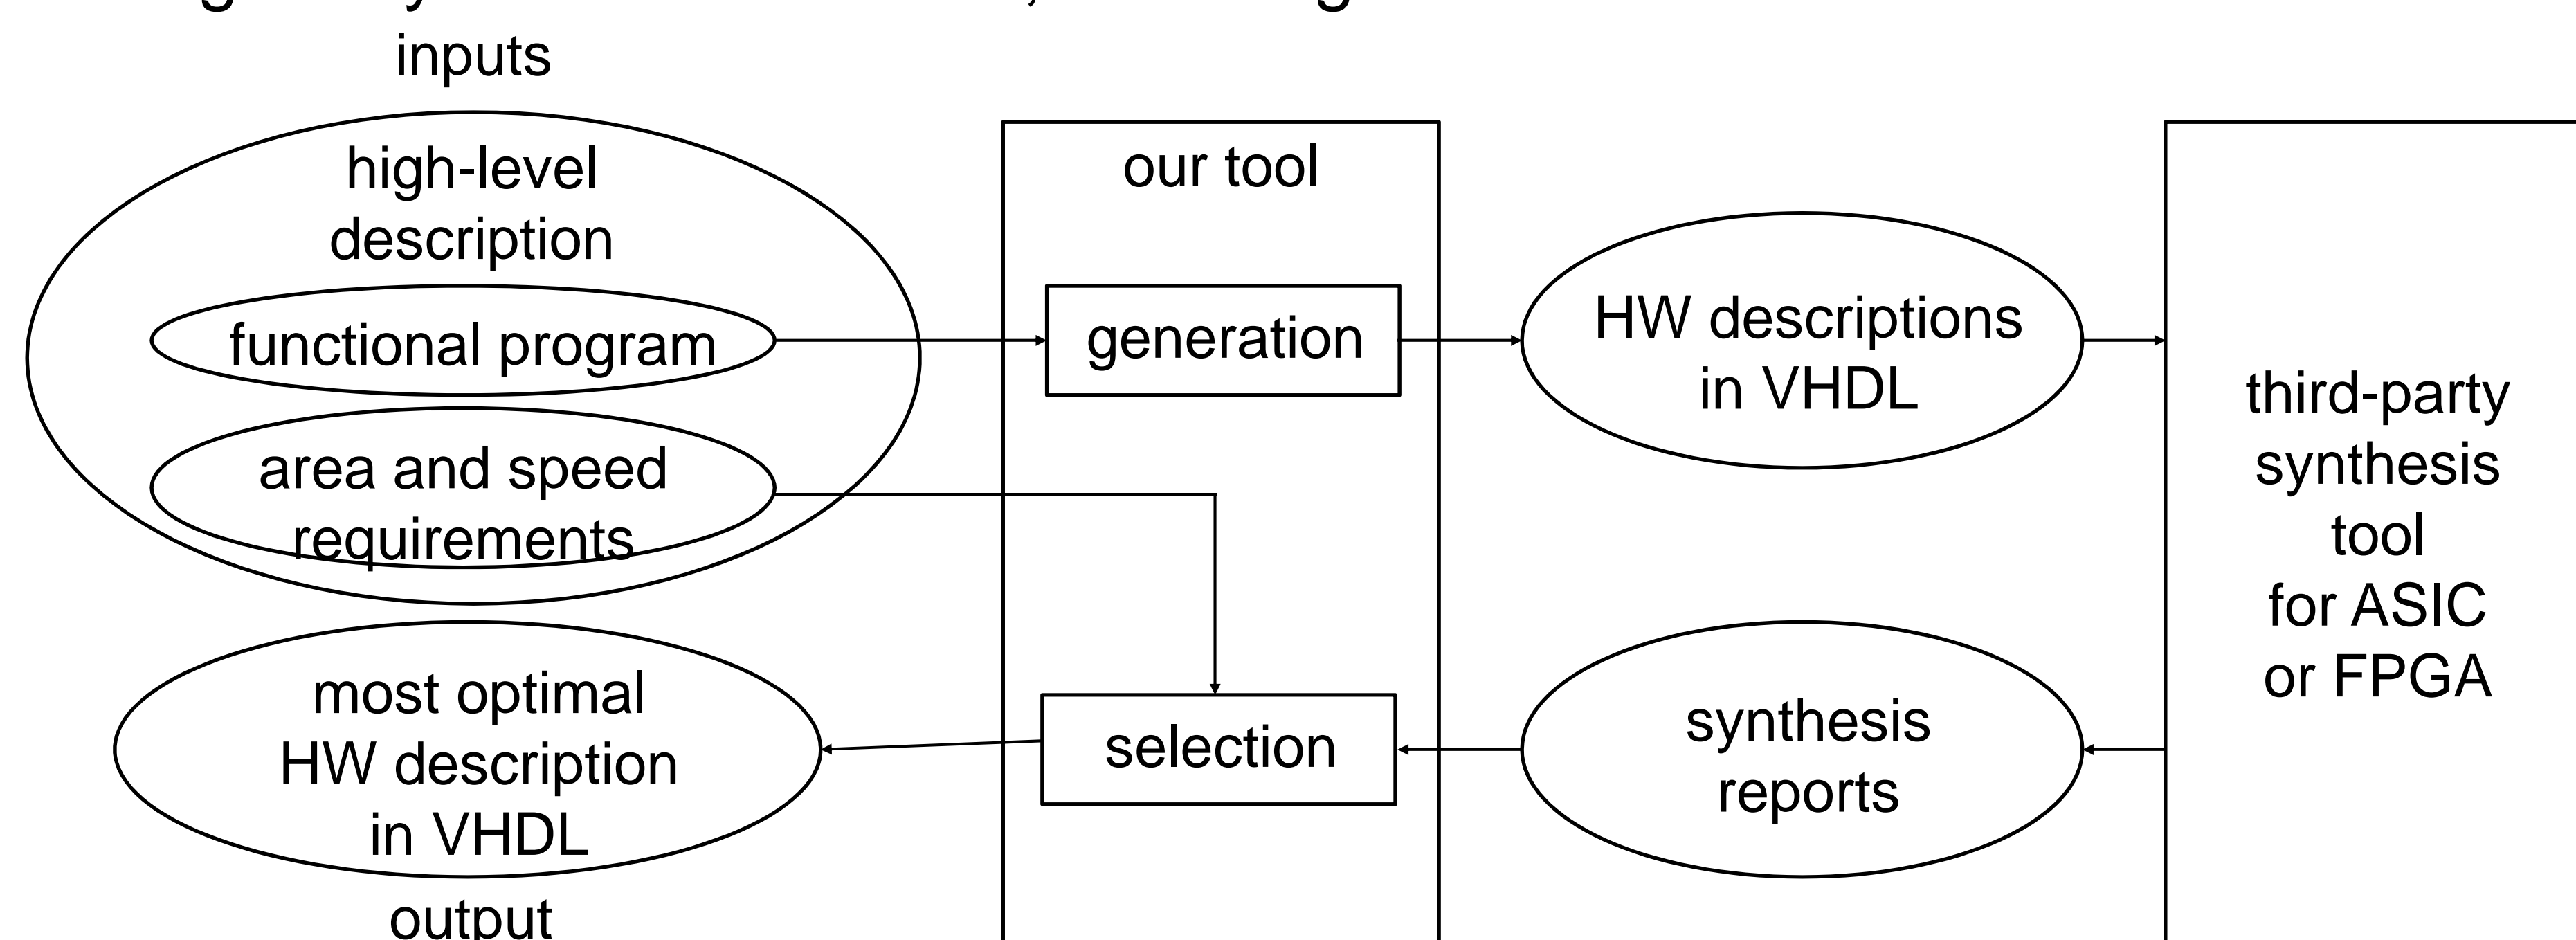 inputs
high-level
description
functional program
area and speed
requirements
our tool
generation
selection
HW descriptions
in VHDL
synthesis
reports
third-party
synthesis
tool
for ASIC
or FPGA
most optimal
HW description
in VHDL
output